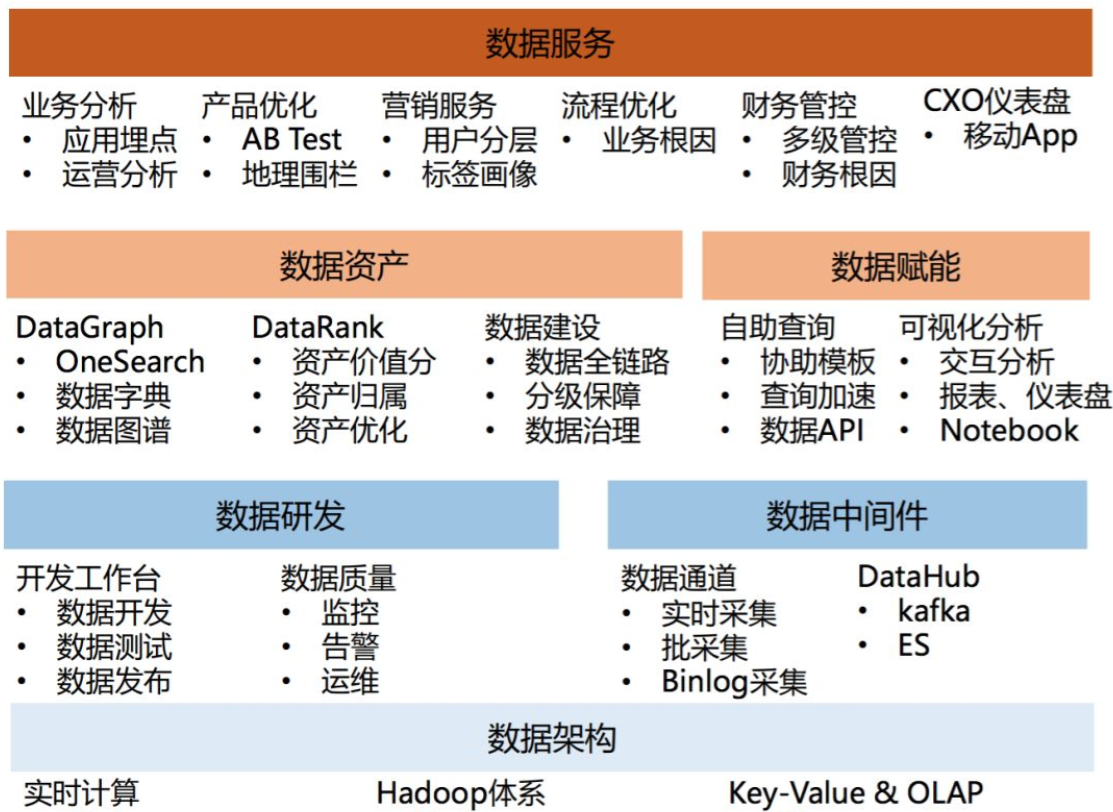 数据服务
业务分析
• 应用埋点
• 运营分析
产品优化
• AB Test
• 地理围栏
营销服务
• 用户分层
• 标签画像
流程优化
• 业务根因
财务管控
• 多级管控
• 财务根因
CXO仪表盘
• 移动App
数据资产
DataGraph
• OneSearch
• 数据字典
• 数据图谱
DataRank
• 资产价值分
• 资产归属
• 资产优化
数据建设
• 数据全链路
• 分级保障
• 数据治理
数据赋能
自助查询
• 协助模板
• 查询加速
• 数据API
可视化分析
• 交互分析
• 报表、仪表盘
• Notebook
数据研发
开发工作台
• 数据开发
• 数据测试
• 数据发布
数据质量
• 监控
• 告警
• 运维
数据中间件
数据通道
• 实时采集
• 批采集
• Binlog采集
DataHub
• kafka
• ES
数据架构
实时计算
Hadoop体系
Key-Value & OLAP